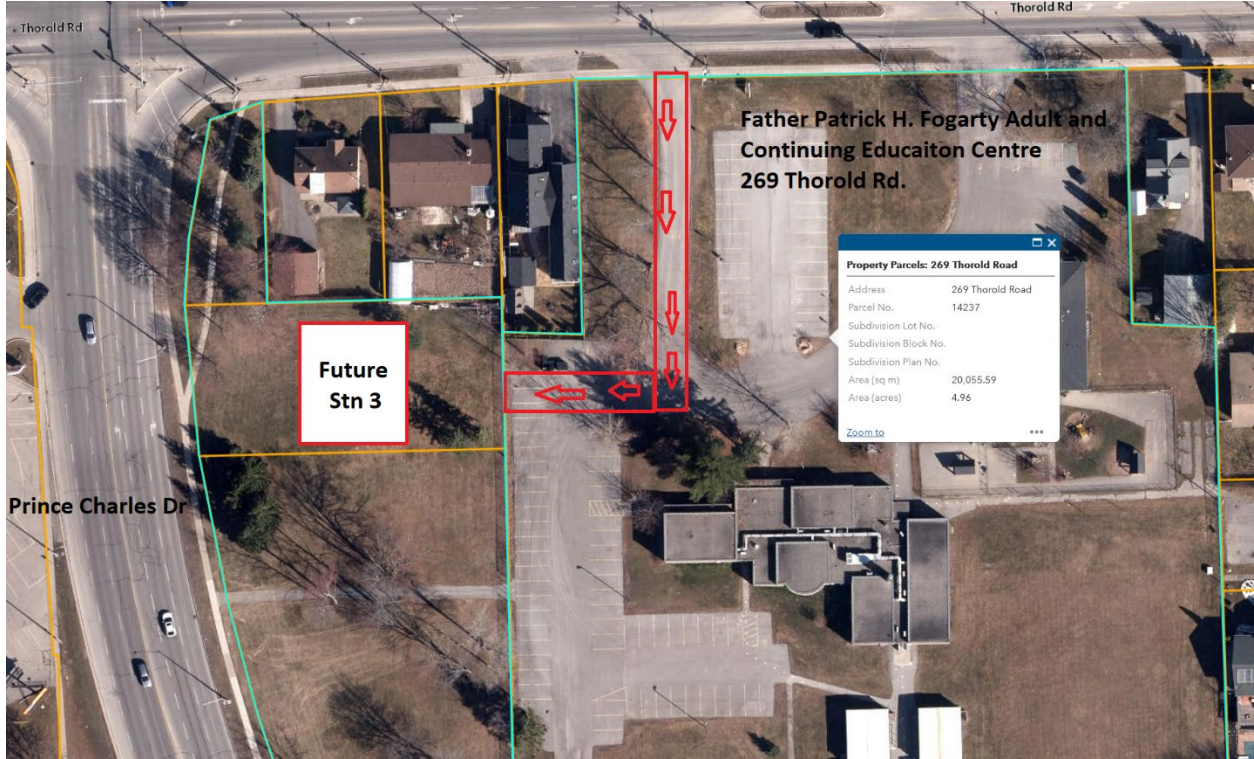 Thorold Rd
Thorold Rd
Father Patrick H. Fogarty Adult and
Continuing Educaiton Centre
269 Thorold Rd.
Property Parcels: 269 Thorold Road
Address 269 Thorold Road
Parcel No. 14237
Subdivision Lot No.
Subdivision Block No.
Subdivision Plan No.
Area (sq m) 20,055.59
Area (acres) 4.96
Zoom to
Future
Stn 3
Prince Charles Dr